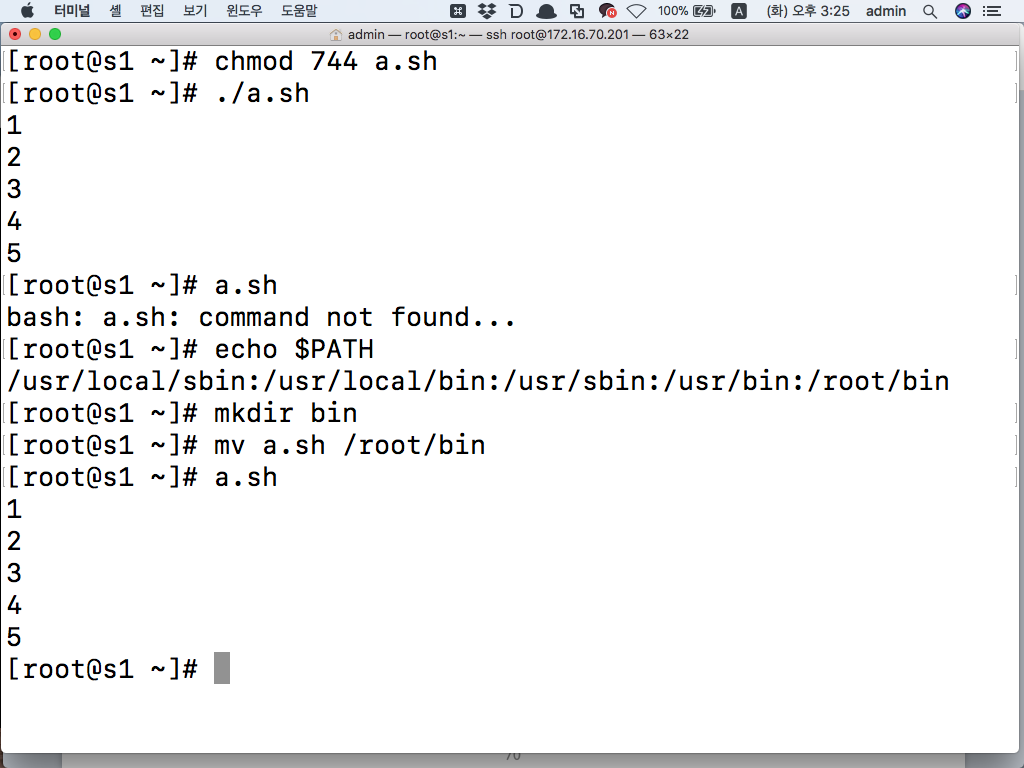 터미널 셸 편집 보기 윈도우 도움말 100% A (화) 오후 3:25 admin
admin — root@s1:~ — ssh root@172.16.70.201 — 63×22
[root@s1 ~]# chmod 744 a.sh
[root@s1 ~]# ./a.sh
1
2
3
4
5
[root@s1 ~]# a.sh
bash: a.sh: command not found...
[root@s1 ~]# echo $PATH
/usr/local/sbin:/usr/local/bin:/usr/sbin:/usr/bin:/root/bin
[root@s1 ~]# mkdir bin
[root@s1 ~]# mv a.sh /root/bin
[root@s1 ~]# a.sh
1
2
3
4
5
[root@s1 ~]#